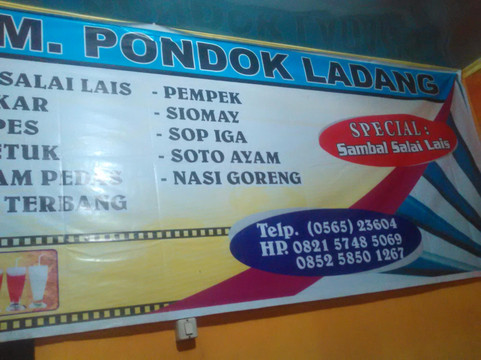 M. PONDOK LADANG
SALAI LAIS
KAR
PES
ETUK
AM PEDAS
TERBANG
- PEMPEK
- SIOMAY
- SOP IGA
- SOTO AYAM
- NASI GORENG
SPECIAL :
Sambal Salai Lais
Telp. (0565) 23604
HP. 0821 5748 5069
0852 5850 1267